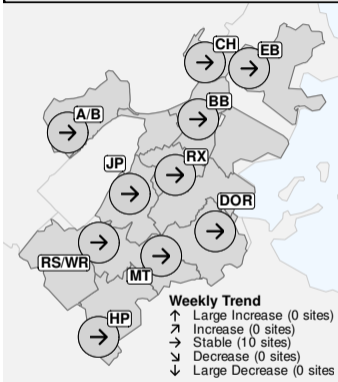 CH
EB
BB
A/B
RX
JP
DOR
RS/WR
MT
HP
Weekly Trend
↑ Large Increase (0 sites)
↗ Increase (0 sites)
→ Stable (10 sites)
↘ Decrease (0 sites)
↓ Large Decrease (0 sites